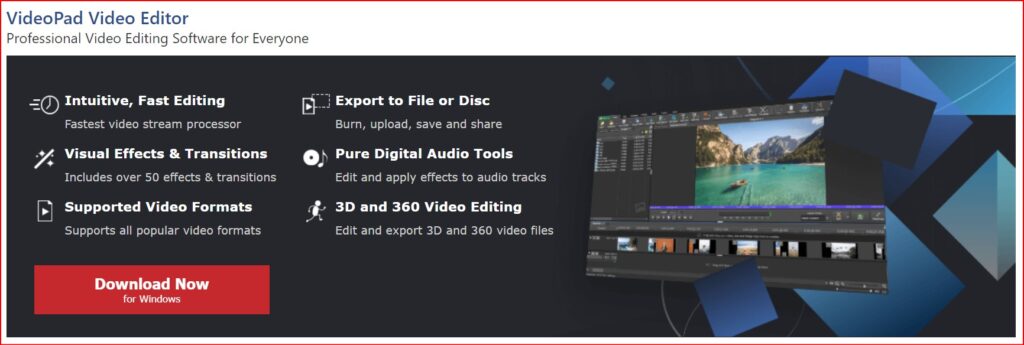 VideoPad Video Editor
Professional Video Editing Software for Everyone
Intuitive, Fast Editing
Fastest video stream processor
Visual Effects & Transitions
Includes over 50 effects & transitions
Supported Video Formats
Supports all popular video formats
Export to File or Disc
Burn, upload, save and share
Pure Digital Audio Tools
Edit and apply effects to audio tracks
3D and 360 Video Editing
Edit and export 3D and 360 video files
Download Now
for Windows